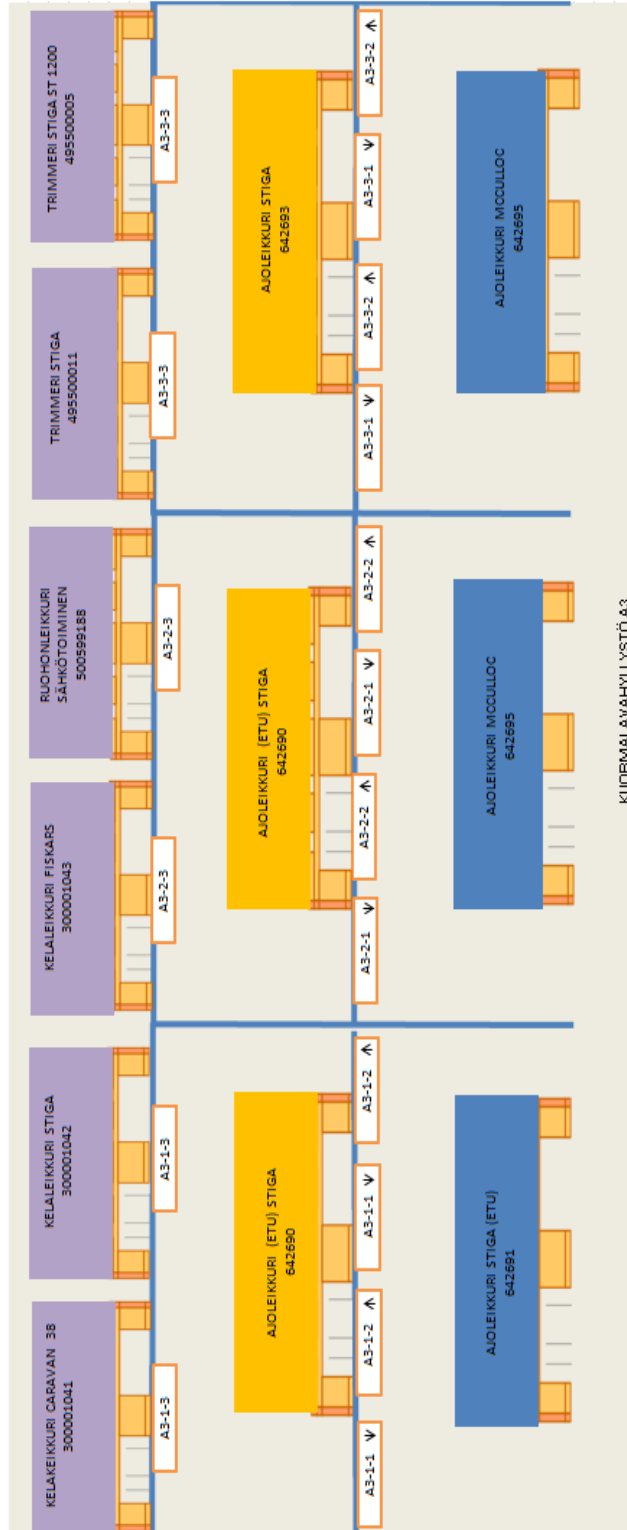 KELAKEIKKURI CARAVAN 38
300001041
KELALEIKKURI STIGA
300001042
KELALEIKKURI FISKARS
300001043
RUOHONLEIKKURI
SÄHKÖTOIMINEN
500599188
TRIMMERI STIGA
495500011
TRIMMERI STIGA ST 1200
495500005
A3-1-3
A3-1-3
A3-2-3
A3-2-3
A3-3-3
A3-3-3
AJOLEIKKURI (ETU) STIGA
642690
AJOLEIKKURI (ETU) STIGA
642690
AJOLEIKKURI STIGA
642693
A3-1-1 ↓
A3-1-2 ↑
A3-1-1 ↓
A3-1-2 ↑
A3-2-1 ↓
A3-2-2 ↑
A3-2-1 ↓
A3-2-2 ↑
A3-3-1 ↓
A3-3-2 ↑
A3-3-1 ↓
A3-3-2 ↑
AJOLEIKKURI STIGA (ETU)
642691
AJOLEIKKURI MCCULLOC
642695
AJOLEIKKURI MCCULLOC
642695
KUORMALAVAHYLLYSTÖ A3